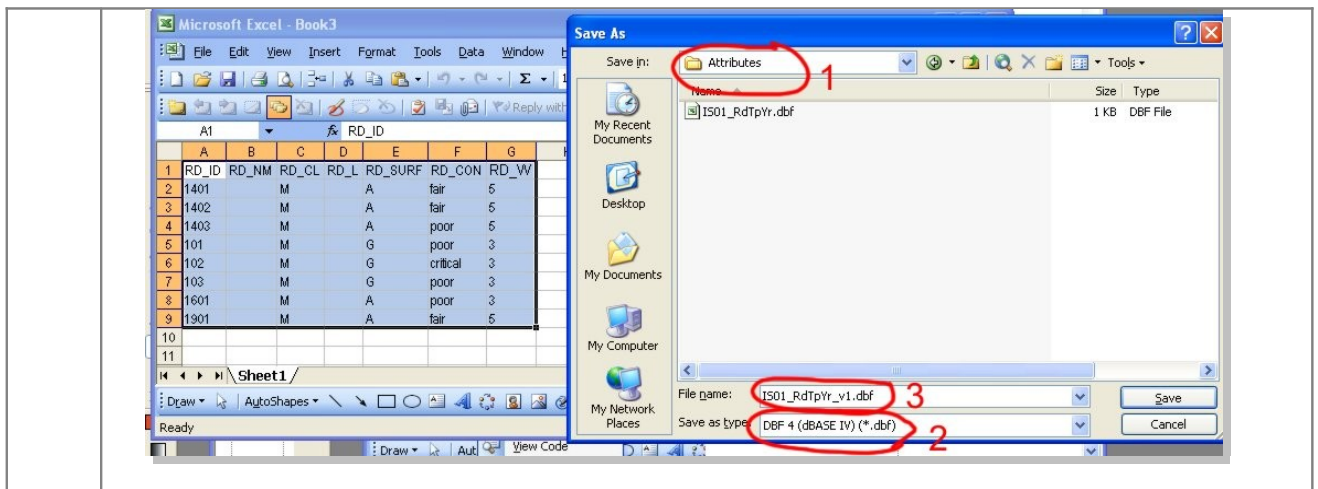 Microsoft Excel - Book3
File Edit View Insert Format Tools Data Window
Reply with
A1 fx RD_ID
A B C D E F G
1 RD_ID RD_NM RD_CL RD_L RD_SURF RD_CON RD_W
2 1401 M A fair 5
3 1402 M A fair 5
4 1403 M A poor 5
5 101 M G poor 3
6 102 M G critical 3
7 103 M G poor 3
8 1601 M A poor 3
9 1901 M A fair 5
10
11
Sheet1
Draw AutoShapes
Ready
Draw Aut View Code
Save As
Save in: Attributes 1 Tools
Name Size Type
IS01_RdTpYr.dbf 1 KB DBF File
My Recent
Documents
Desktop
My Documents
My Computer
My Network
Places
File name: IS01_RdTpYr_v1.dbf 3 Save
Save as type: DBF 4 (dBASE IV) (*.dbf) 2 Cancel